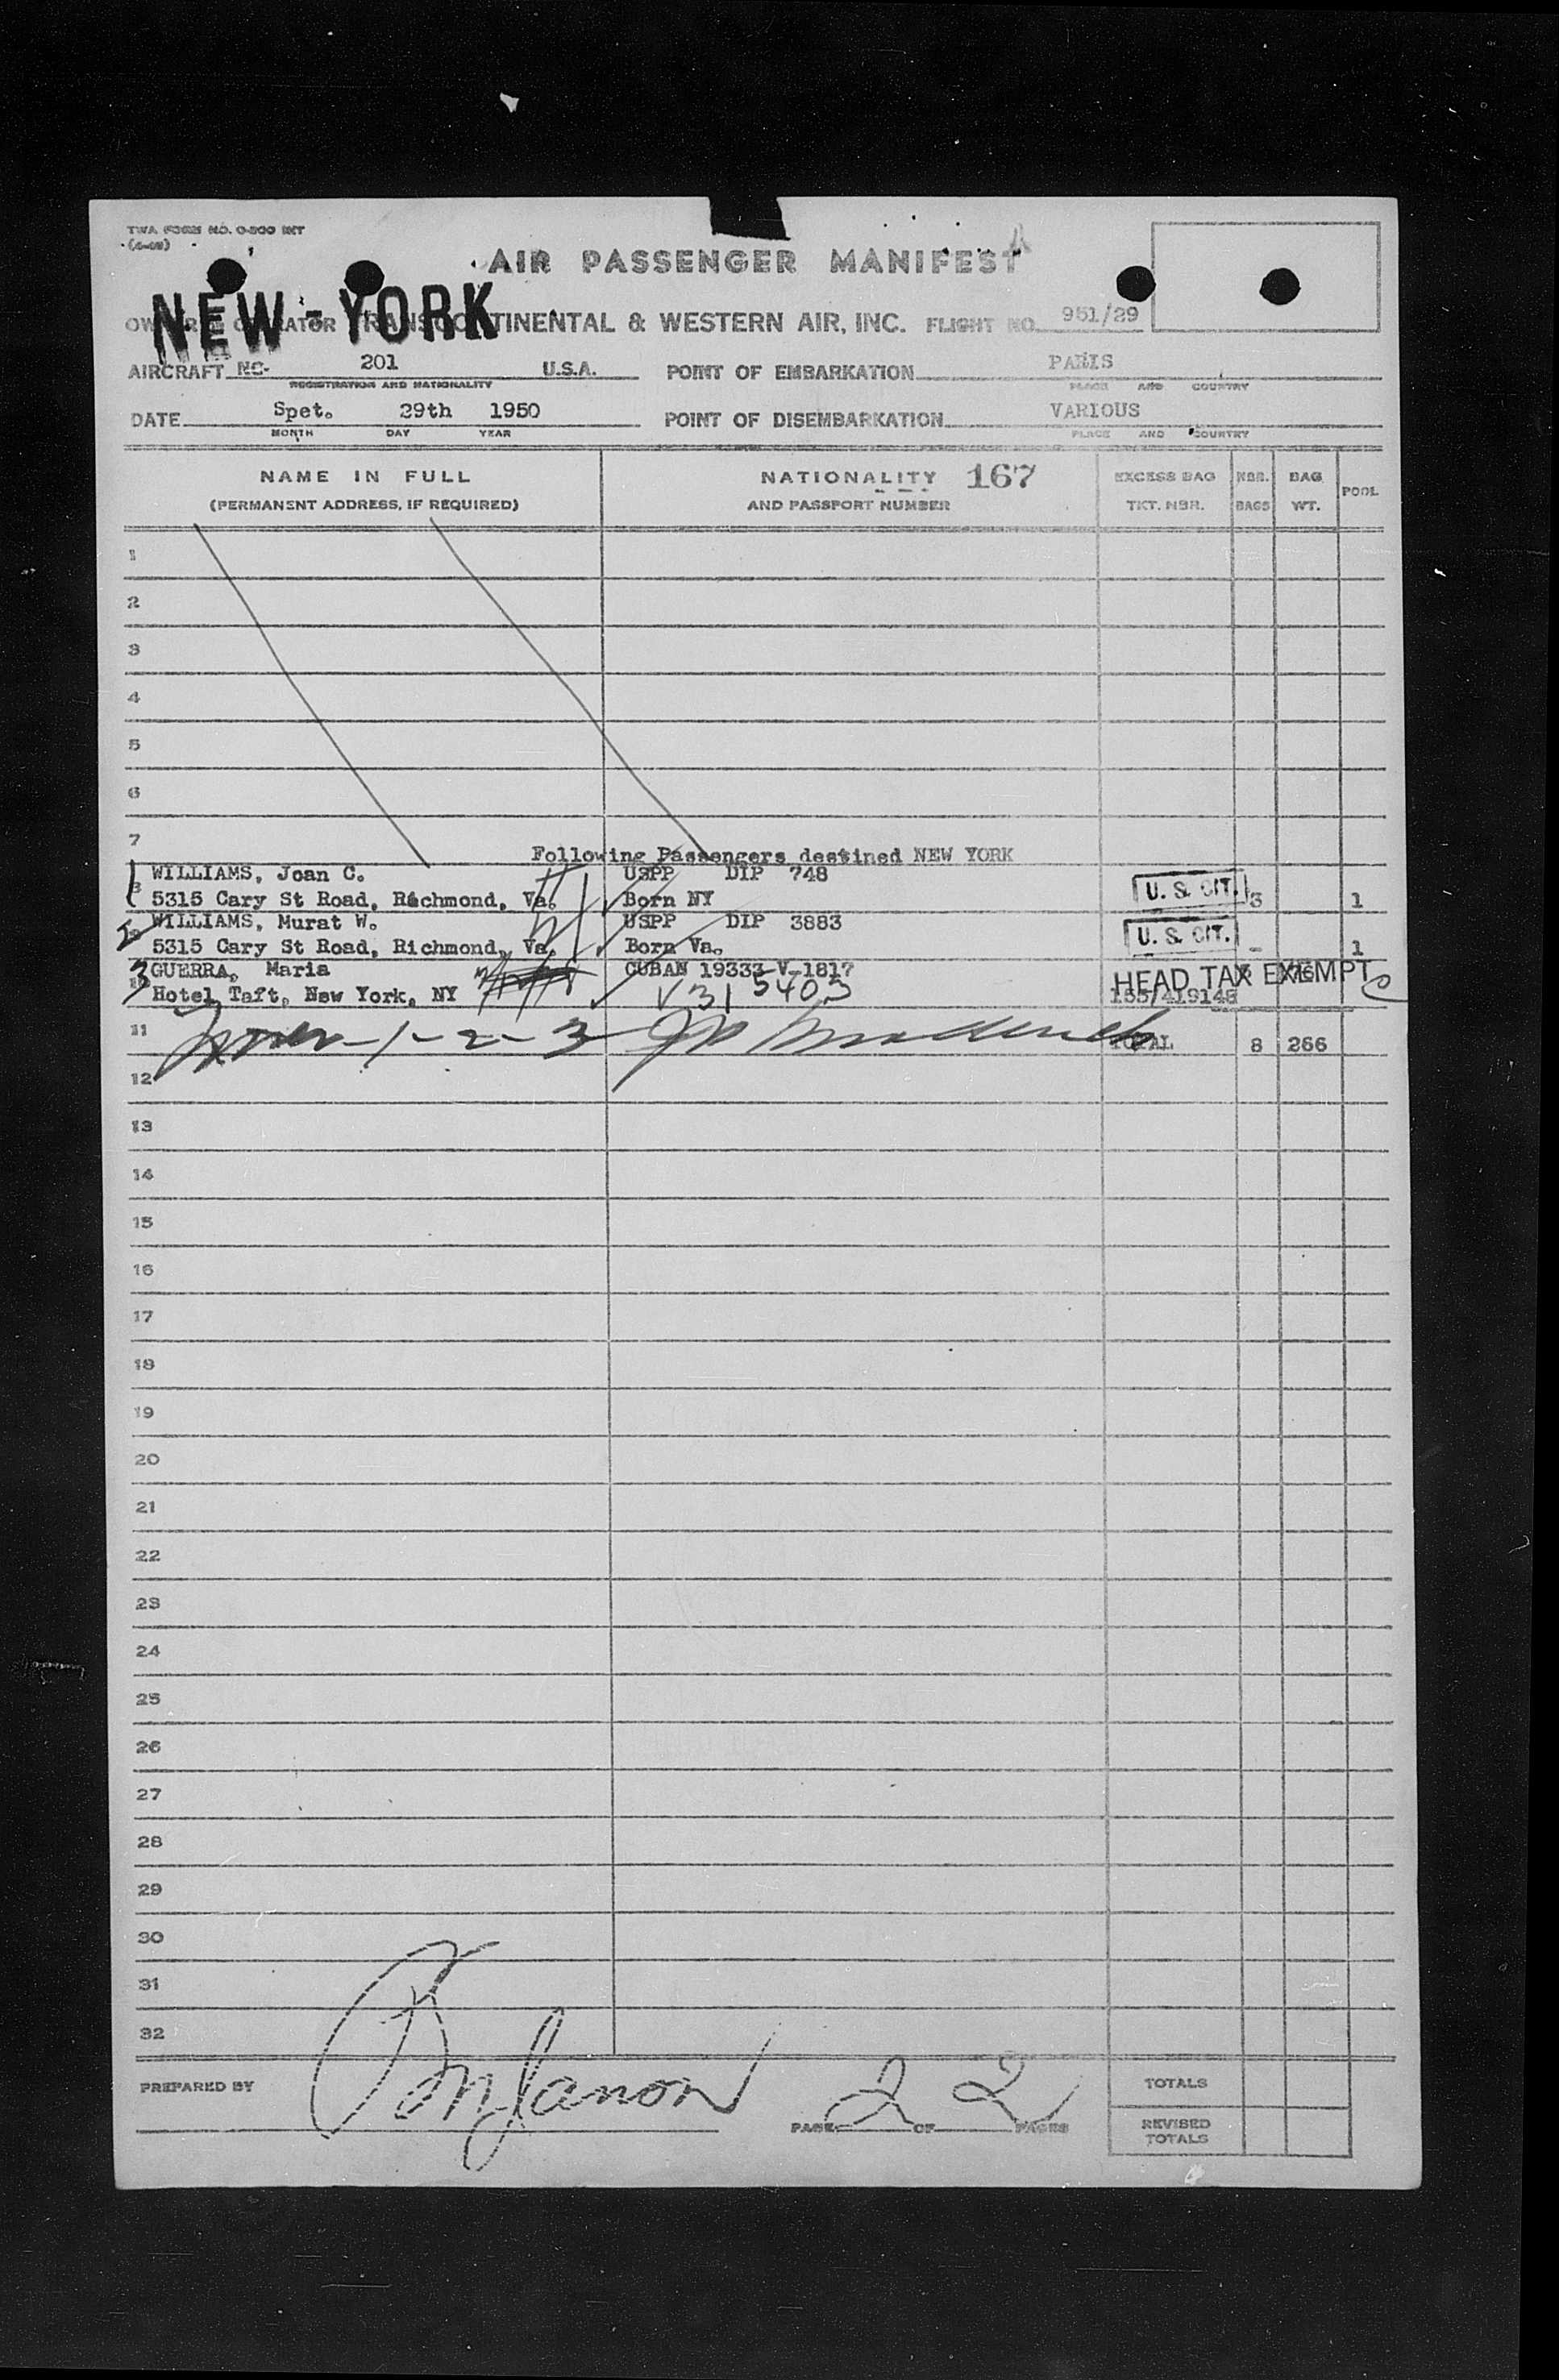 TWA FORM NO. O-200 INT
AIR PASSENGER MANIFEST
NEW-YORK
TRANSCONTINENTAL & WESTERN AIR, INC. FLIGHT NO. 951/29
AIRCRAFT NC- 201 U.S.A. POINT OF EMBARKATION PARIS
REGISTRATION AND NATIONALITY PLACE AND COUNTRY
DATE Spet. 29th 1950 POINT OF DISEMBARKATION VARIOUS
MONTH DAY YEAR PLACE AND COUNTRY
NAME IN FULL NATIONALITY 167 EXCESS BAG NBR. BAG POOL
(PERMANENT ADDRESS, IF REQUIRED) AND PASSPORT NUMBER TKT. NBR. BAGS WT.
1
2
3
4
5
6
7
Following Passengers destined NEW YORK
1 WILLIAMS, Joan C. USPP DIP 748
8 5315 Cary St Road, Richmond, Va. Born NY U. S. CIT. 3 1
2 WILLIAMS, Murat W. USPP DIP 3883
5315 Cary St Road, Richmond, Va. Born Va. U. S. CIT. - 1
3 GUERRA, Maria CUBAN 19333 V-1817 HEAD TAX EXEMPT
Hotel Taft, New York, NY V315403 155/419148
11 1-2-3 TOTAL 8 266
12
13
14
15
16
17
18
19
20
21
22
23
24
25
26
27
28
29
30
31
32
PREPARED BY PAGE 2 OF 2 PAGES TOTALS
REVISED TOTALS